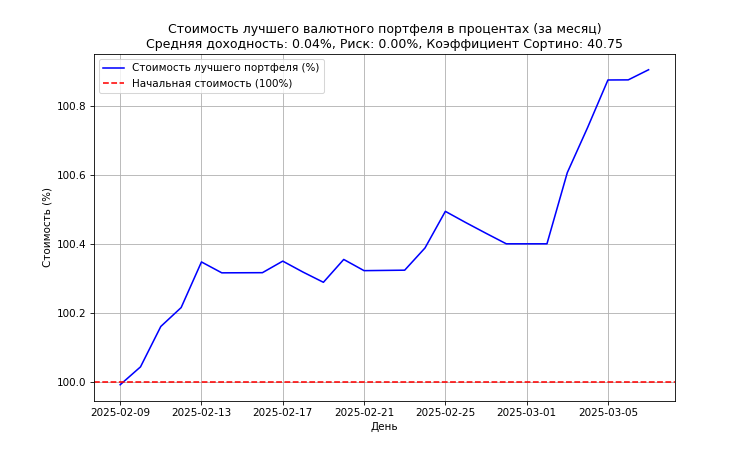 Стоимость лучшего валютного портфеля в процентах (за месяц)
Средняя доходность: 0.04%, Риск: 0.00%, Коэффициент Сортино: 40.75
Стоимость лучшего портфеля (%)
Начальная стоимость (100%)
Стоимость (%)
100.8
100.6
100.4
100.2
100.0
2025-02-09 2025-02-13 2025-02-17 2025-02-21 2025-02-25 2025-03-01 2025-03-05
День